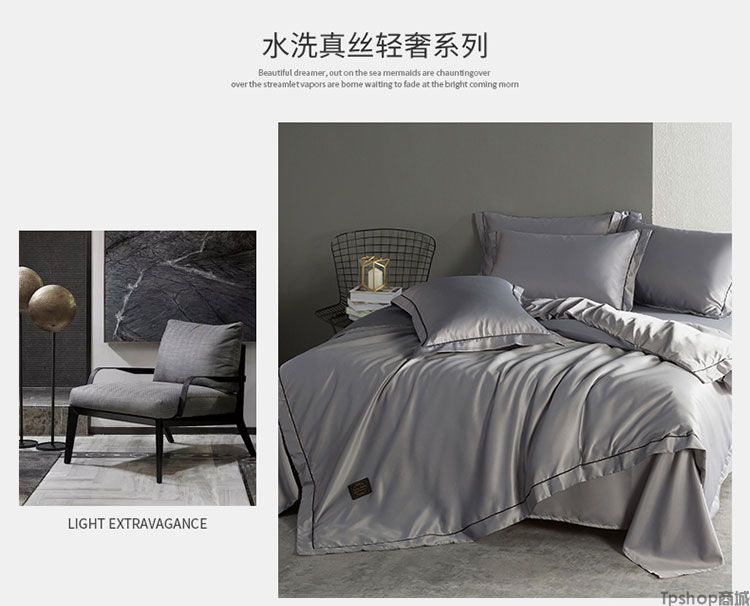 水洗真丝轻奢系列
Beautiful dreamer, out on the sea mermaids are chauntingover
over the streamlet vapors are borne waiting to fade at the bright coming morn
LIGHT EXTRAVAGANCE
Tpshop商城